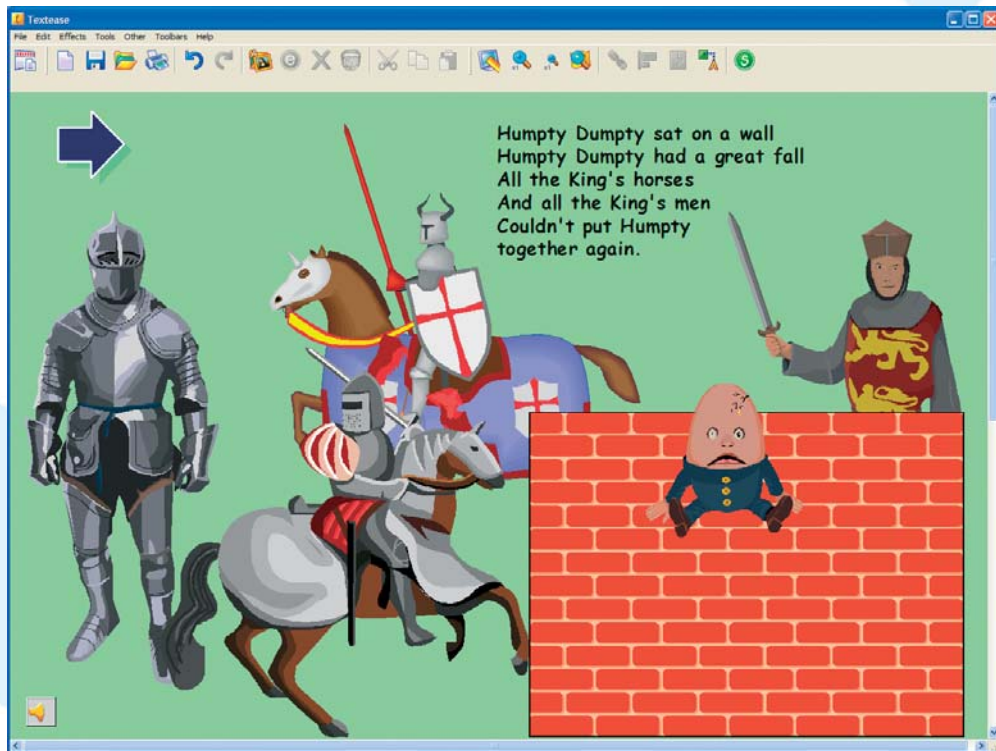 Textease
File Edit Effects Tools Other Toolbars Help
Humpty Dumpty sat on a wall
Humpty Dumpty had a great fall
All the King's horses
And all the King's men
Couldn't put Humpty
together again.